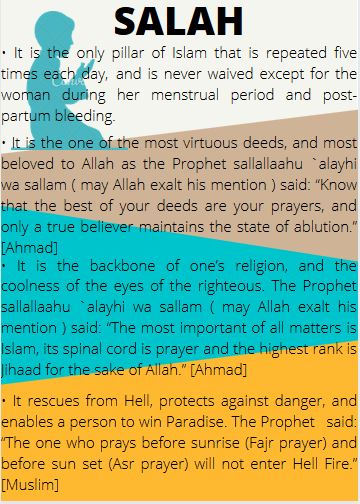 SALAH
• It is the only pillar of Islam that is repeated five
times each day, and is never waived except for the
woman during her menstrual period and post-
partum bleeding.
• It is the one of the most virtuous deeds, and most
beloved to Allah as the Prophet sallallaahu `alayhi
wa sallam ( may Allah exalt his mention ) said: “Know
that the best of your deeds are your prayers, and
only a true believer maintains the state of ablution.”
[Ahmad]
• It is the backbone of one’s religion, and the
coolness of the eyes of the righteous. The Prophet
sallallaahu `alayhi wa sallam ( may Allah exalt his
mention ) said: “The most important of all matters is
Islam, its spinal cord is prayer and the highest rank is
Jihaad for the sake of Allah.” [Ahmad]
• It rescues from Hell, protects against danger, and
enables a person to win Paradise. The Prophet said:
“The one who prays before sunrise (Fajr prayer) and
before sun set (Asr prayer) will not enter Hell Fire.”
[Muslim]